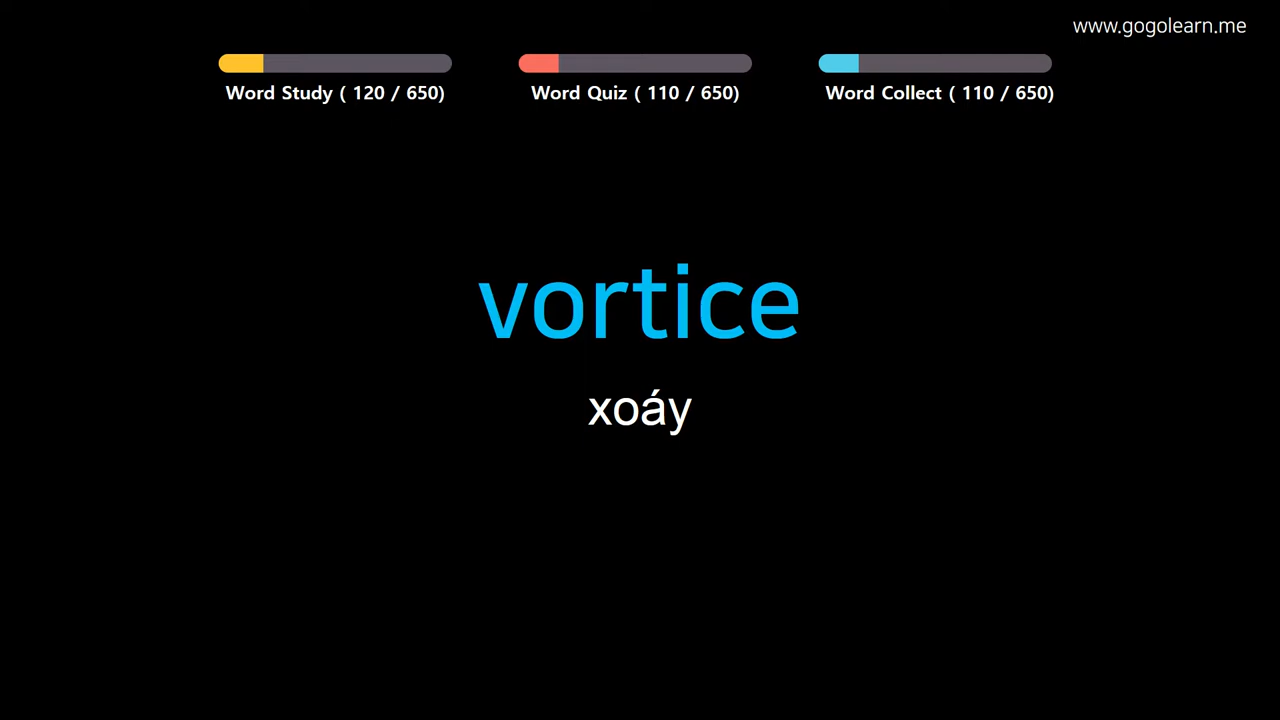 www.gogolearn.me
Word Study ( 120 / 650)
Word Quiz ( 110 / 650)
Word Collect ( 110 / 650)
vortice
xoáy